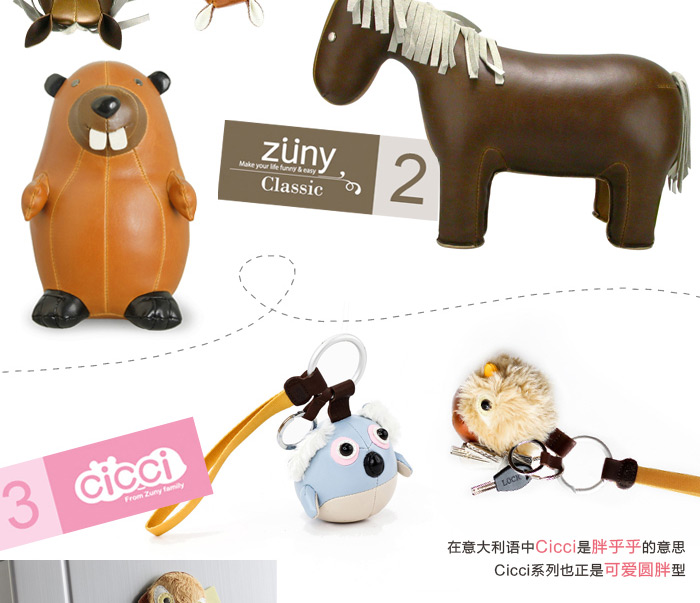 züny
Make your life funny & easy
Classic
2
cicci
From Zuny family
3
LOCK
在意大利语中Cicci是胖乎乎的意思
Cicci系列也正是可爱圆胖型